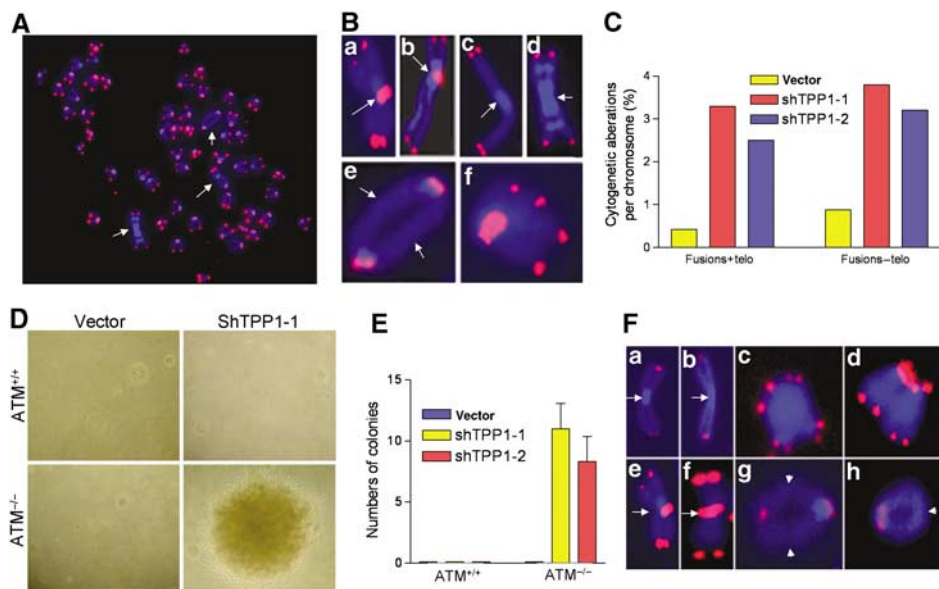 A
B
a
b
c
d
e
f
C
Cytogenetic aberations
per chromosome (%)
4
3
2
1
0
Vector
shTPP1-1
shTPP1-2
Fusions+telo
Fusions−telo
D
Vector
ShTPP1-1
ATM+/+
ATM−/−
E
Numbers of colonies
15
10
5
0
Vector
shTPP1-1
shTPP1-2
ATM+/+
ATM−/−
F
a
b
c
d
e
f
g
h